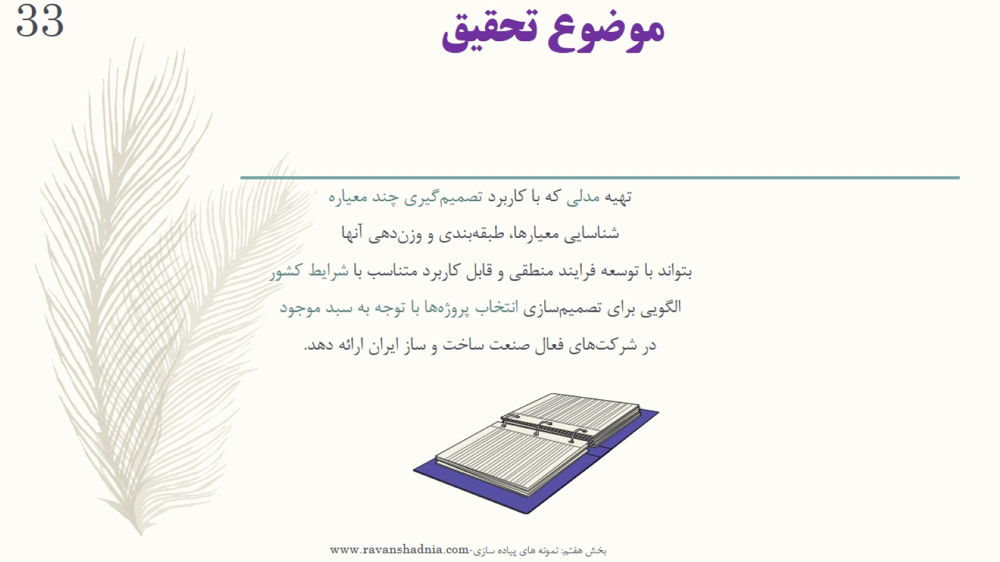 33
موضوع تحقیق
تهیه مدلی که با کاربرد تصمیم‌گیری چند معیاره
شناسایی معیارها، طبقه‌بندی و وزن‌دهی آنها
بتواند با توسعه فرایند منطقی و قابل کاربرد متناسب با شرایط کشور
الگویی برای تصمیم‌سازی انتخاب پروژه‌ها با توجه به سبد موجود
در شرکت‌های فعال صنعت ساخت و ساز ایران ارائه دهد.
بخش هفتم: نمونه های پیاده سازی-www.ravanshadnia.com